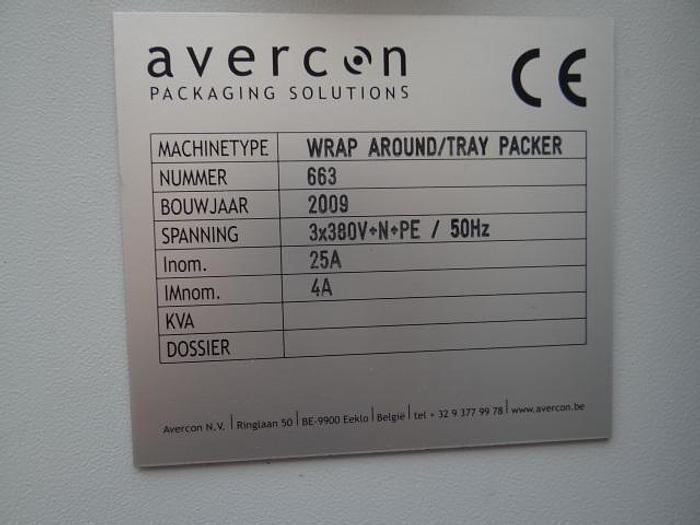 avercon
PACKAGING SOLUTIONS
CE
MACHINETYPE WRAP AROUND/TRAY PACKER
NUMMER 663
BOUWJAAR 2009
SPANNING 3x380V+N+PE / 50Hz
Inom. 25A
IMnom. 4A
KVA
DOSSIER
Avercon N.V. | Ringlaan 50 | BE-9900 Eeklo | België | tel + 32 9 377 99 78 | www.avercon.be